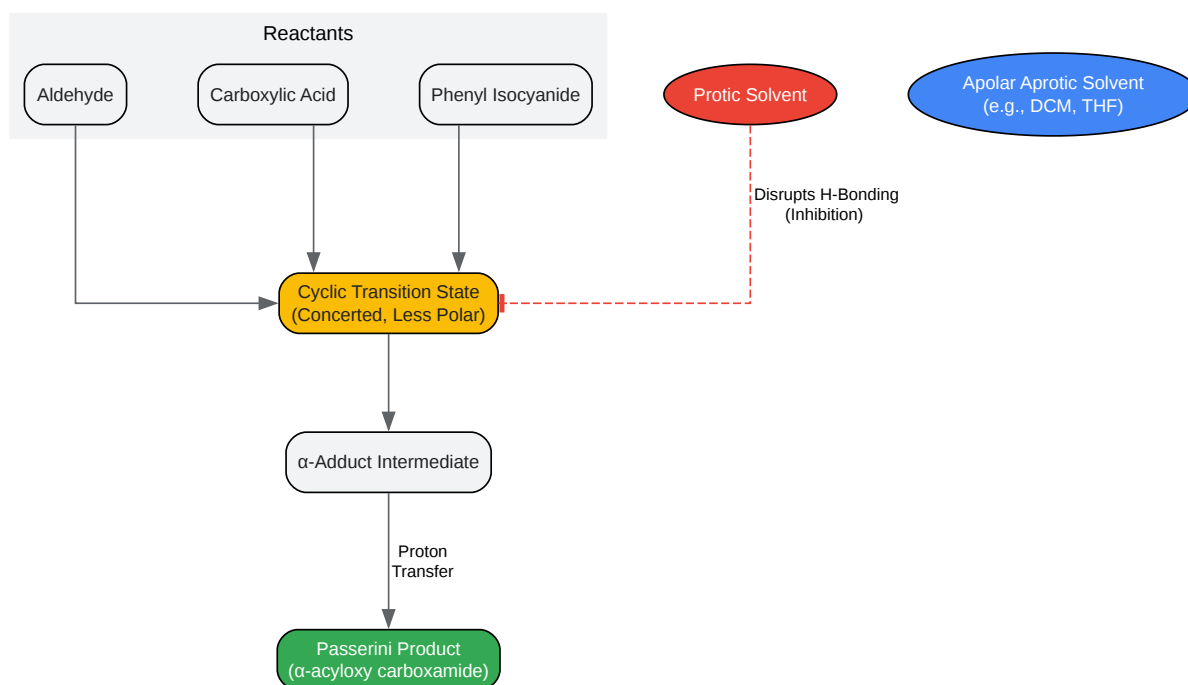 Reactants
Aldehyde
Carboxylic Acid
Phenyl Isocyanide
Protic Solvent
Apolar Aprotic Solvent
(e.g., DCM, THF)
Disrupts H-Bonding
(Inhibition)
Cyclic Transition State
(Concerted, Less Polar)
α-Adduct Intermediate
Proton
Transfer
Passerini Product
(α-acyloxy carboxamide)